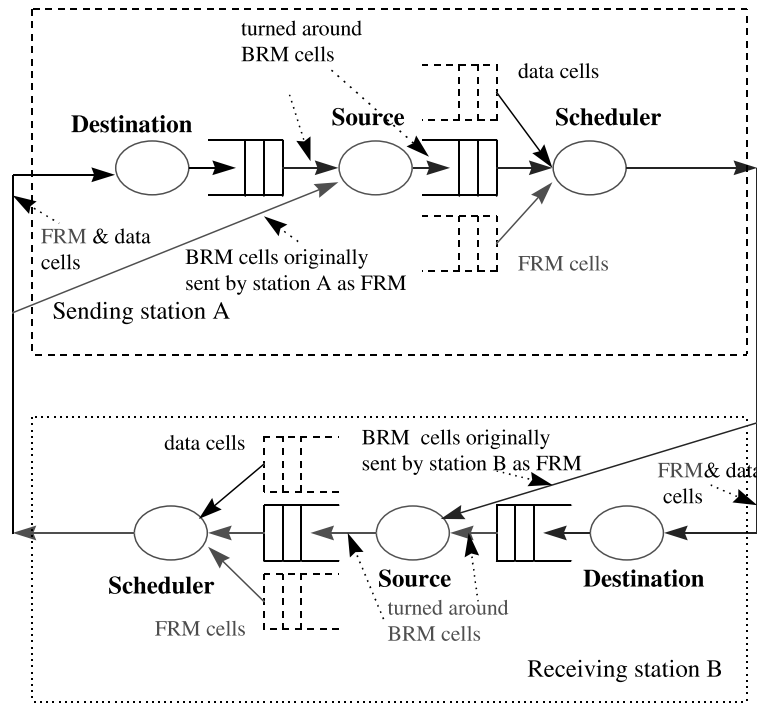 turned around
BRM cells
data cells
Destination
Source
Scheduler
FRM & data
cells
BRM cells originally
sent by station A as FRM
FRM cells
Sending station A
data cells
BRM cells originally
sent by station B as FRM
FRM& data
cells
Scheduler
Source
Destination
FRM cells
turned around
BRM cells
Receiving station B